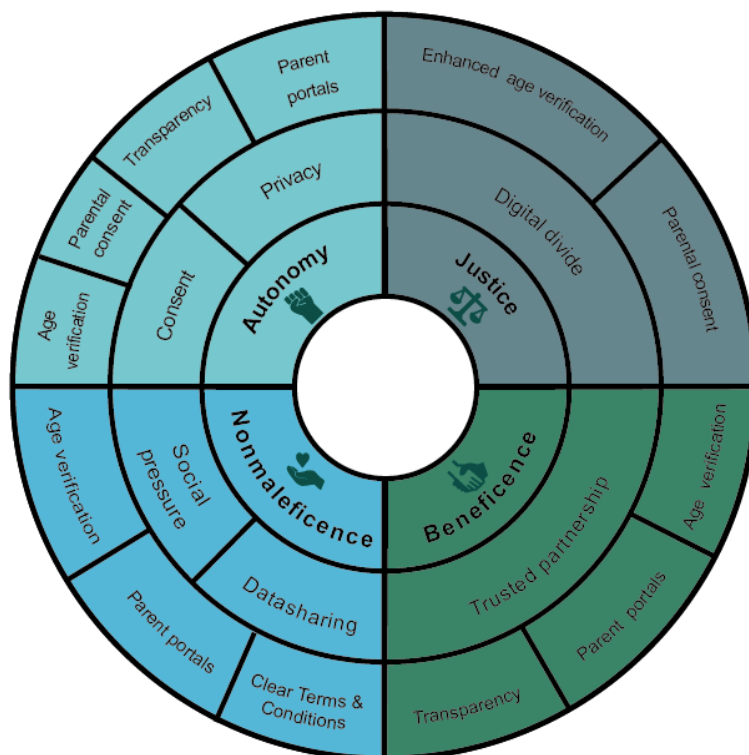 Parent
portals
Transparency
Parental
consent
Age
verification
Privacy
Consent
Autonomy
Enhanced age verification
Parental consent
Digital divide
Justice
Nonmaleficence
Social
pressure
Datasharing
Age verification
Parent portals
Clear Terms &
Conditions
Beneficence
Trusted partnership
Age verification
Parent portals
Transparency